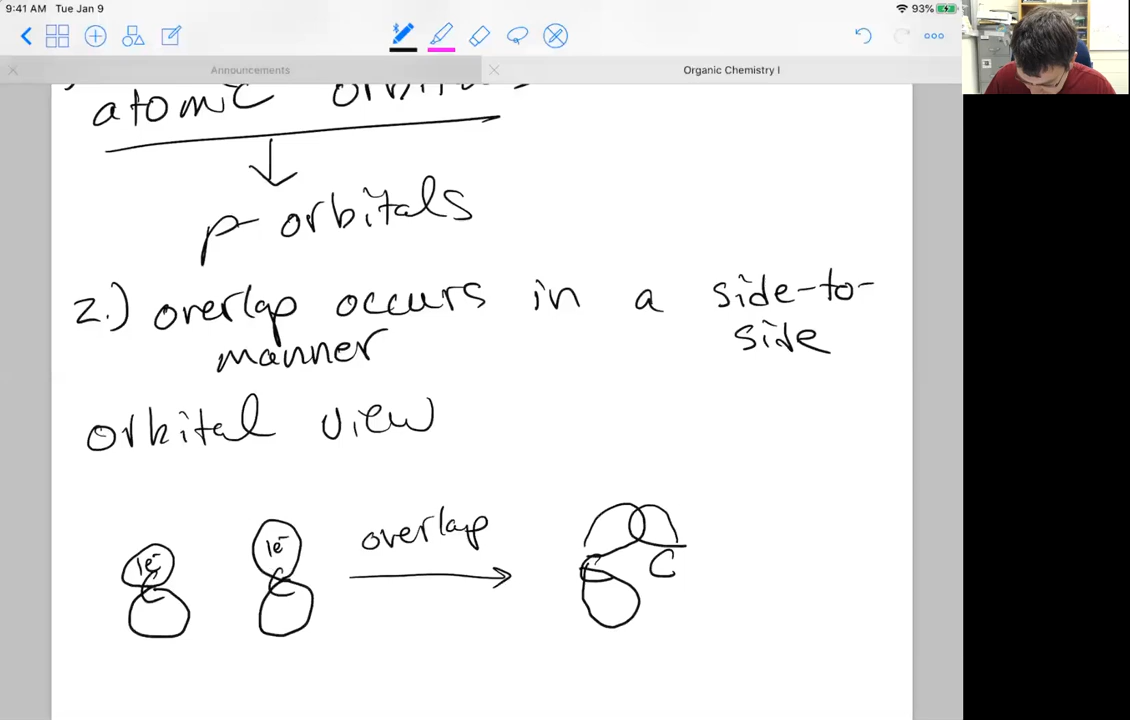 9:41 AM Tue Jan 9
93%
Announcements
Organic Chemistry I
atomic
p orbitals
2.) overlap occurs in a side-to-
manner side
orbital view
overlap
1e- 1e-
C C C C